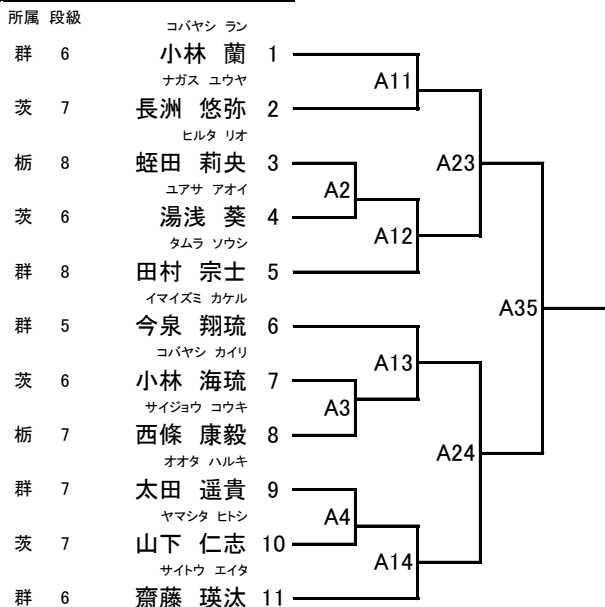 所属 段級
コバヤシ ラン
群 6 小林 蘭 1
A11
ナガス ユウヤ
茨 7 長洲 悠弥 2
A23
ヒルタ リオ
栃 8 蛭田 莉央 3
A2
ユアサ アオイ
茨 6 湯浅 葵 4
A12
タムラ ソウシ
群 8 田村 宗士 5
A35
イマイズミ カケル
群 5 今泉 翔琉 6
A13
コバヤシ カイリ
茨 6 小林 海琉 7
A3
サイジョウ コウキ
栃 7 西條 康毅 8
A24
オオタ ハルキ
群 7 太田 遥貴 9
A4
ヤマシタ ヒトシ
茨 7 山下 仁志 10
A14
サイトウ エイタ
群 6 齋藤 瑛汰 11